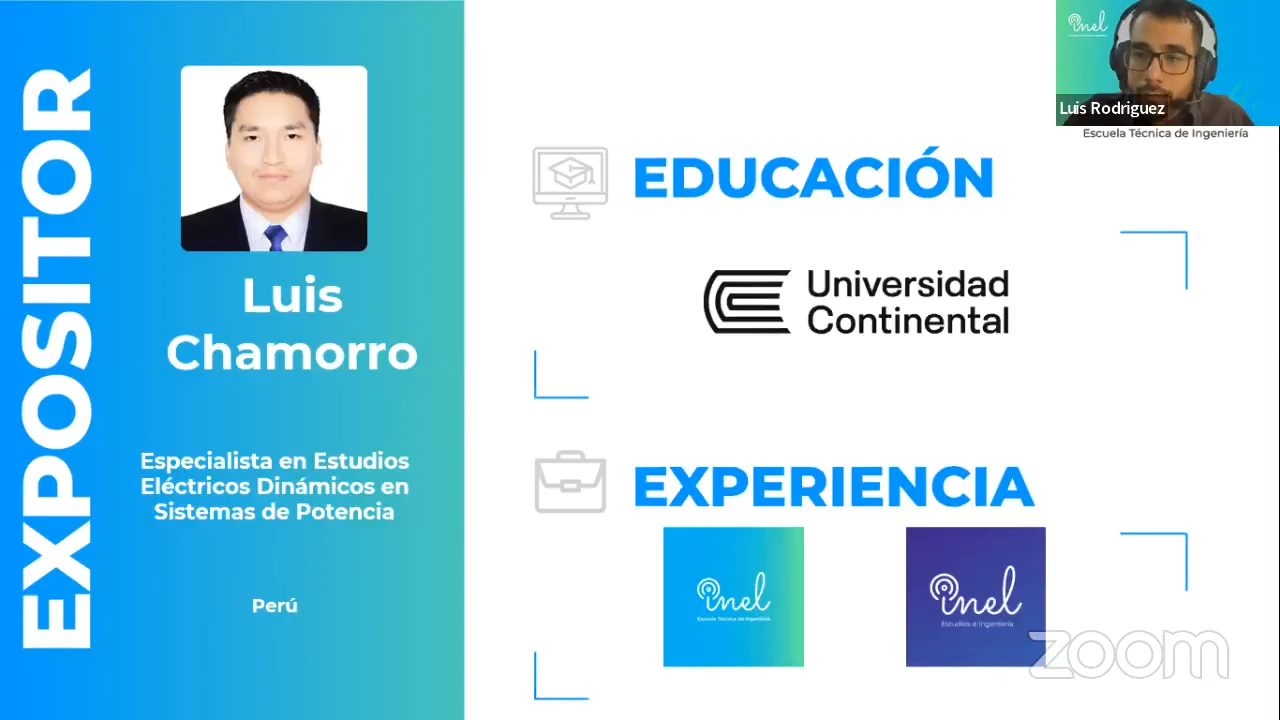 EXPOSITOR
Luis
Chamorro
Especialista en Estudios
Eléctricos Dinámicos en
Sistemas de Potencia
Perú
EDUCACIÓN
Universidad
Continental
EXPERIENCIA
inel
Escuela Técnica de Ingeniería
inel
Estudios e Ingeniería
inel
Luis Rodriguez
Escuela Técnica de Ingeniería
zoom